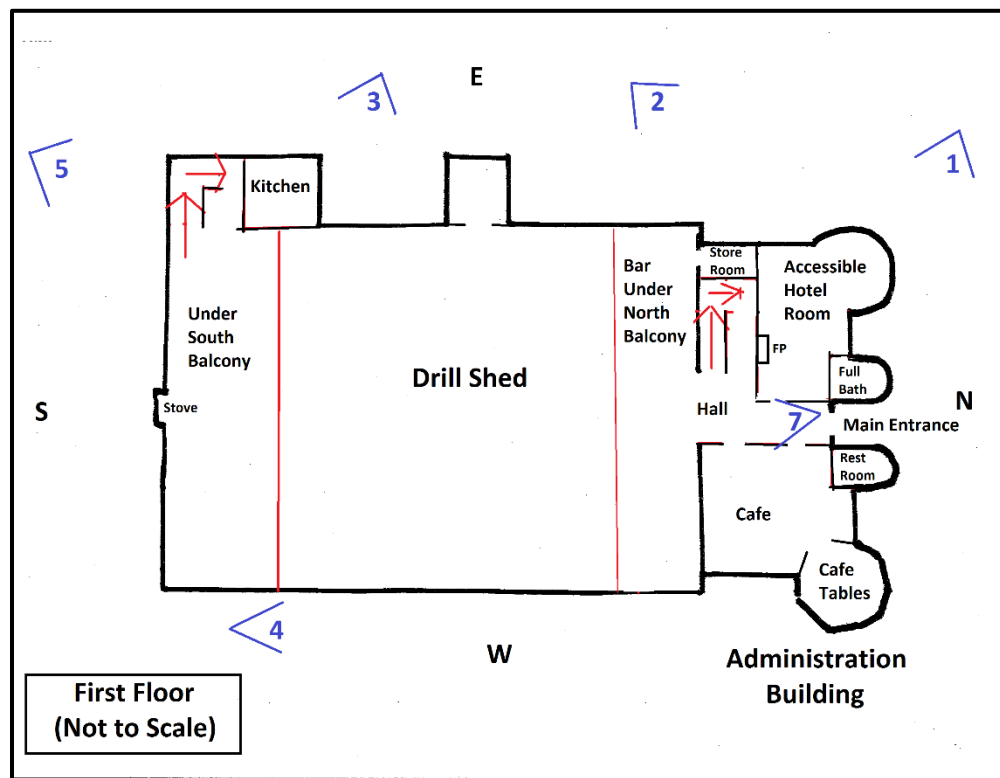 E
3
2
5
1
Kitchen
Store
Room
Accessible
Hotel
Room
Bar
Under
North
Balcony
Under
South
Balcony
FP
Drill Shed
Full
Bath
S
Stove
Hall
N
7
Main Entrance
Rest
Room
Cafe
Cafe
Tables
4
W
Administration
Building
First Floor
(Not to Scale)